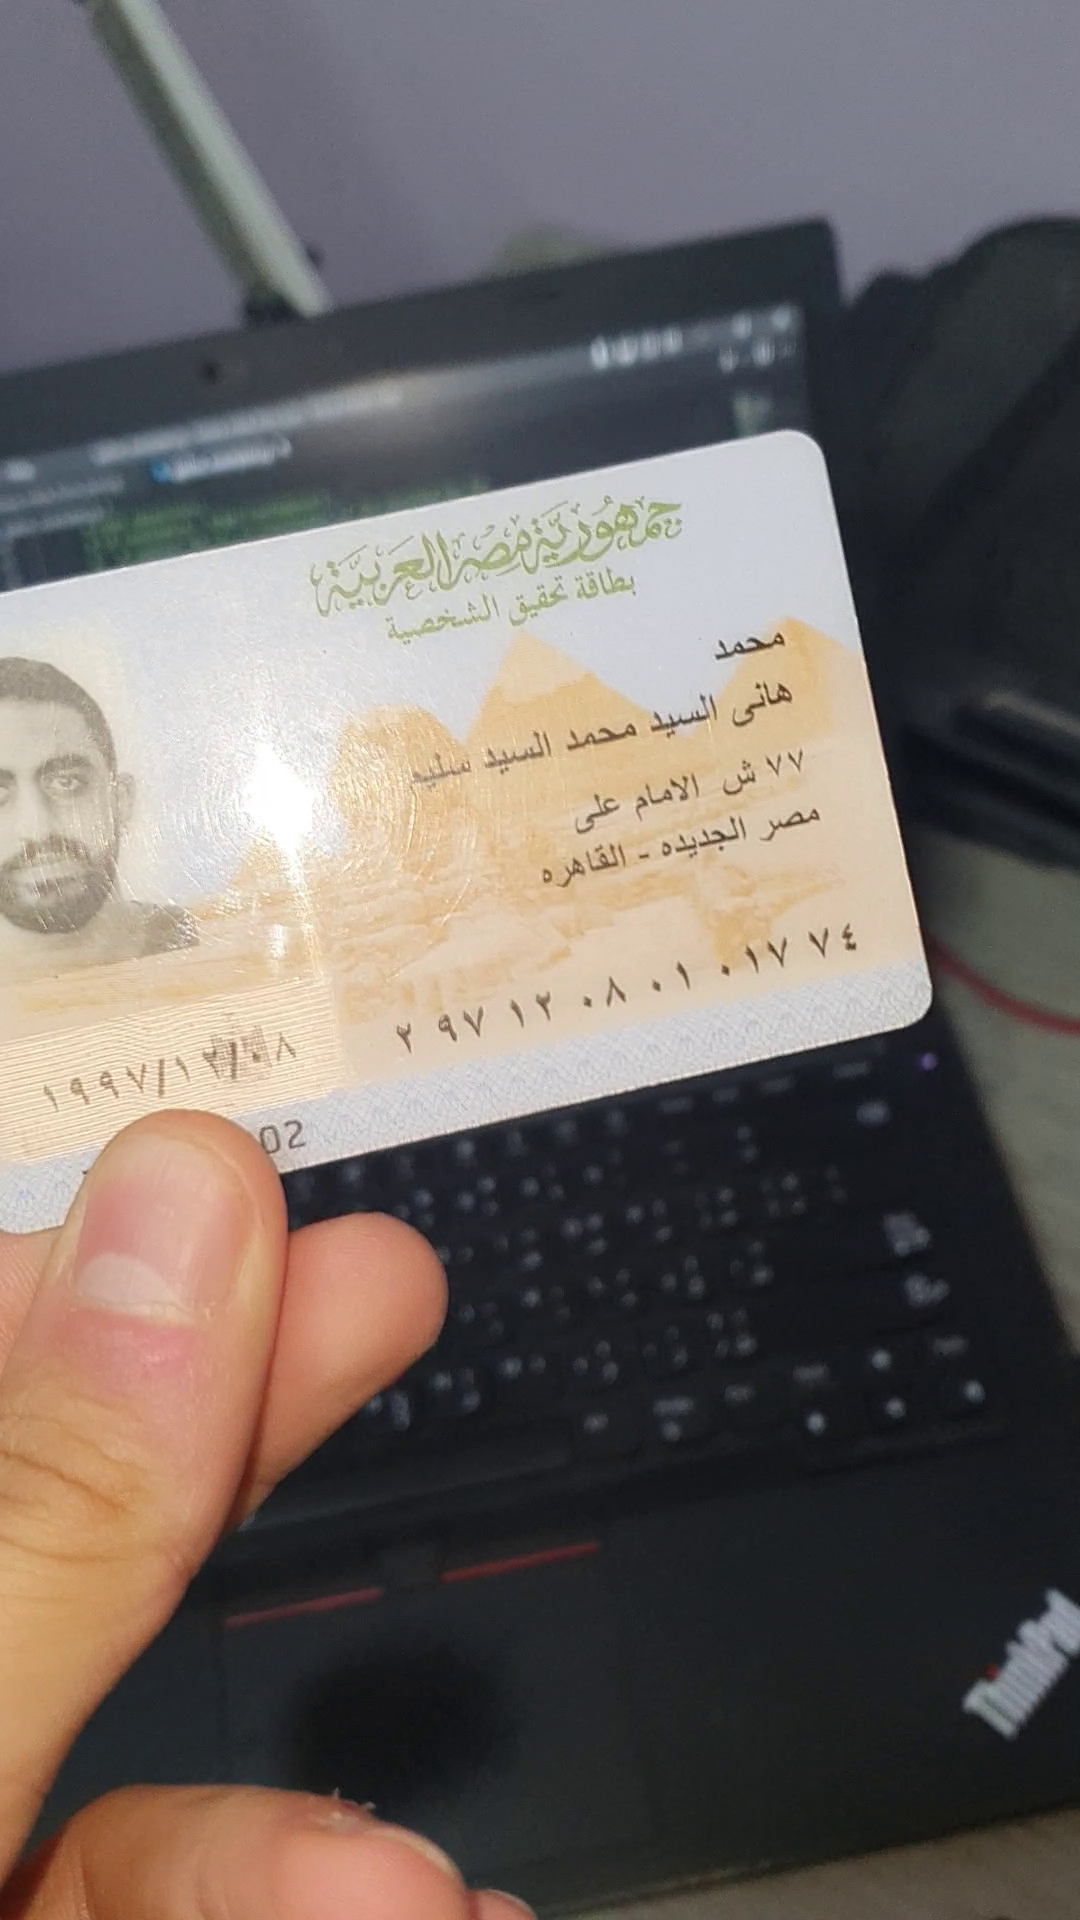 جمهورية مصر العربية
بطاقة تحقيق الشخصية
محمد
هانى السيد محمد السيد سليم
٧٧ ش الامام على
مصر الجديده - القاهره
٢ ٩٧ ١٢ ٠٨ ٠١ ٠١٧ ٧٤
١٩٩٧/١٢/٠٨
02
ThinkPad